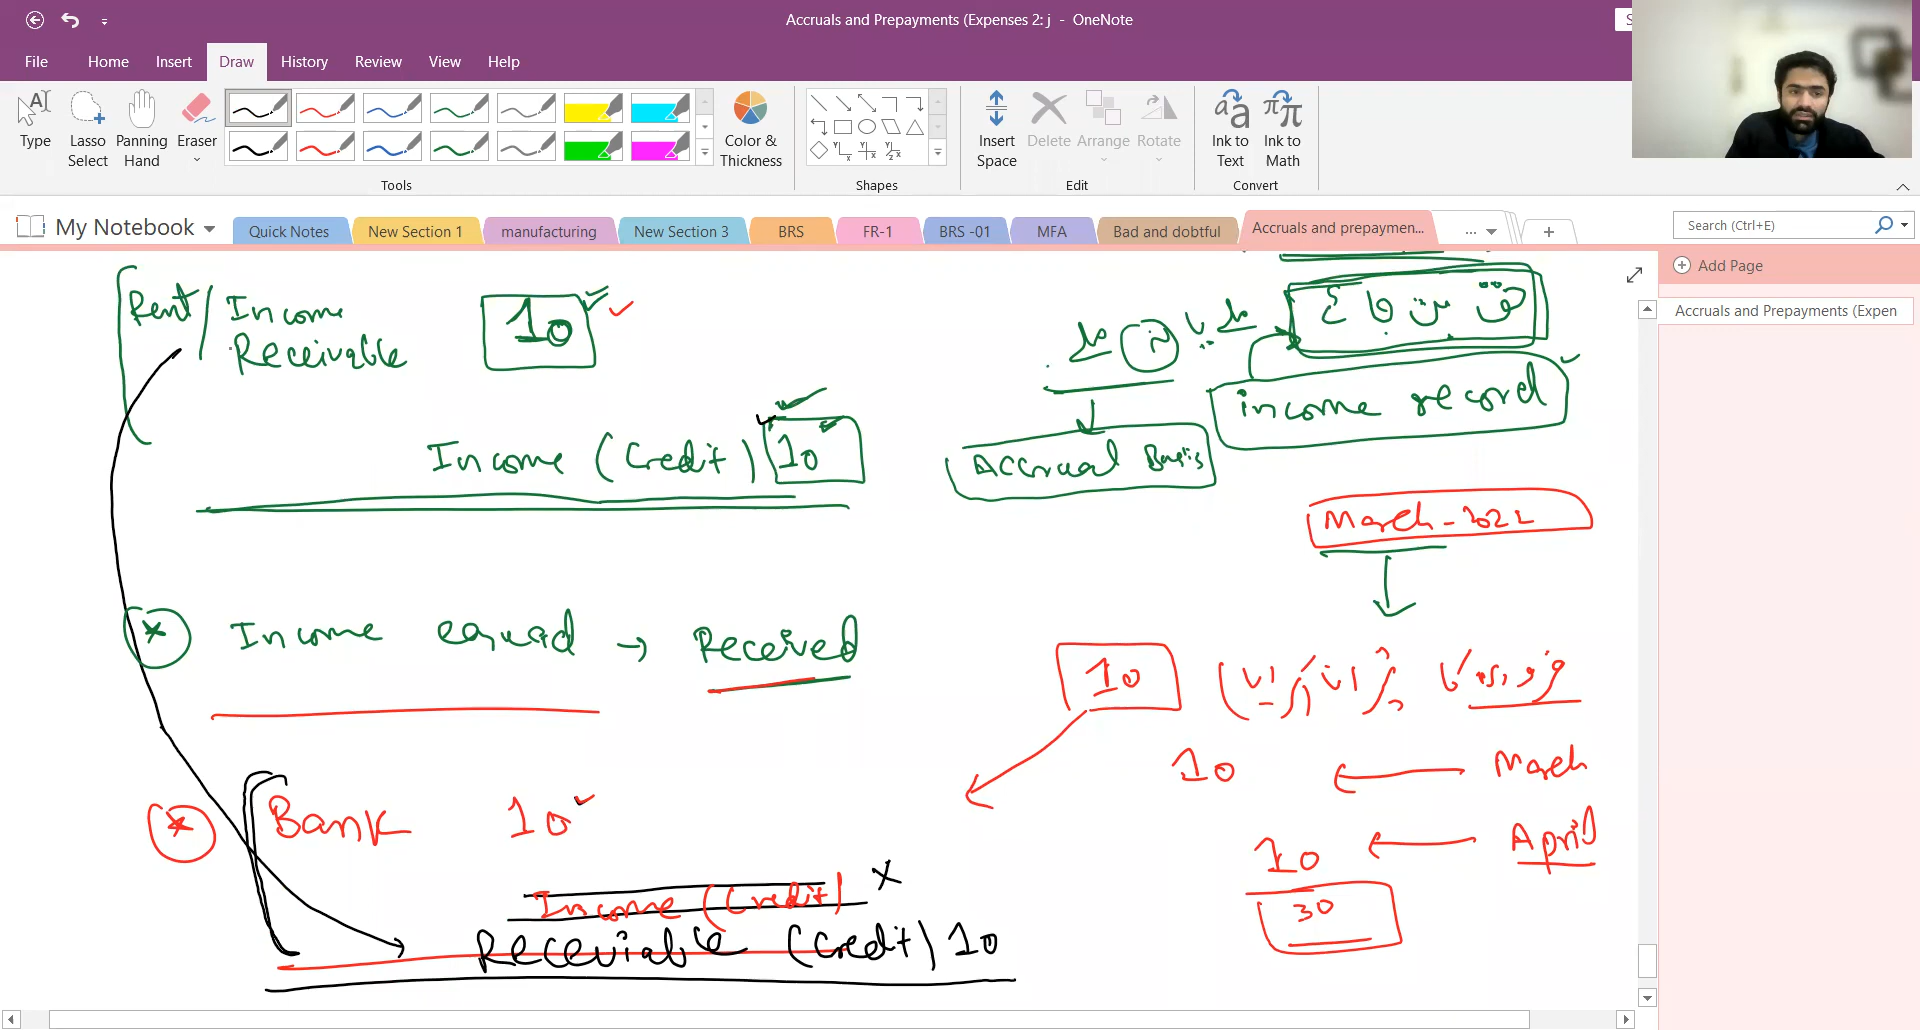 Accruals and Prepayments (Expenses 2: j - OneNote
S
File Home Insert Draw History Review View Help
Type
Lasso Select
Panning Hand
Eraser
Color & Thickness
Insert Space
Delete
Arrange
Rotate
Ink to Text
Ink to Math
Tools
Shapes
Edit
Convert
My Notebook
Quick Notes New Section 1 manufacturing New Section 3 BRS FR-1 BRS -01 MFA Bad and doubtful Accruals and prepaymen... ...
Search (Ctrl+E)
Add Page
Accruals and Prepayments (Expen
Rent / Income Receivable 10
Income (Credit) 10
income record
Accrual Basis
March - 2022
* Income earned → Received
10
10 ← March
10 ← April
30
* Bank 10
Income (Credit) x
Receviable (Credit) 10